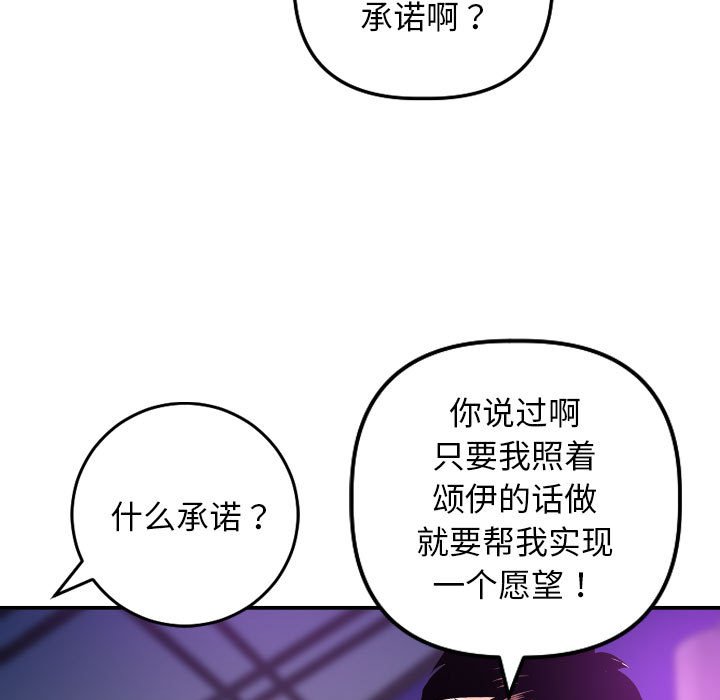 承诺啊？
什么承诺？
你说过啊
只要我照着
颂伊的话做
就要帮我实现
一个愿望！